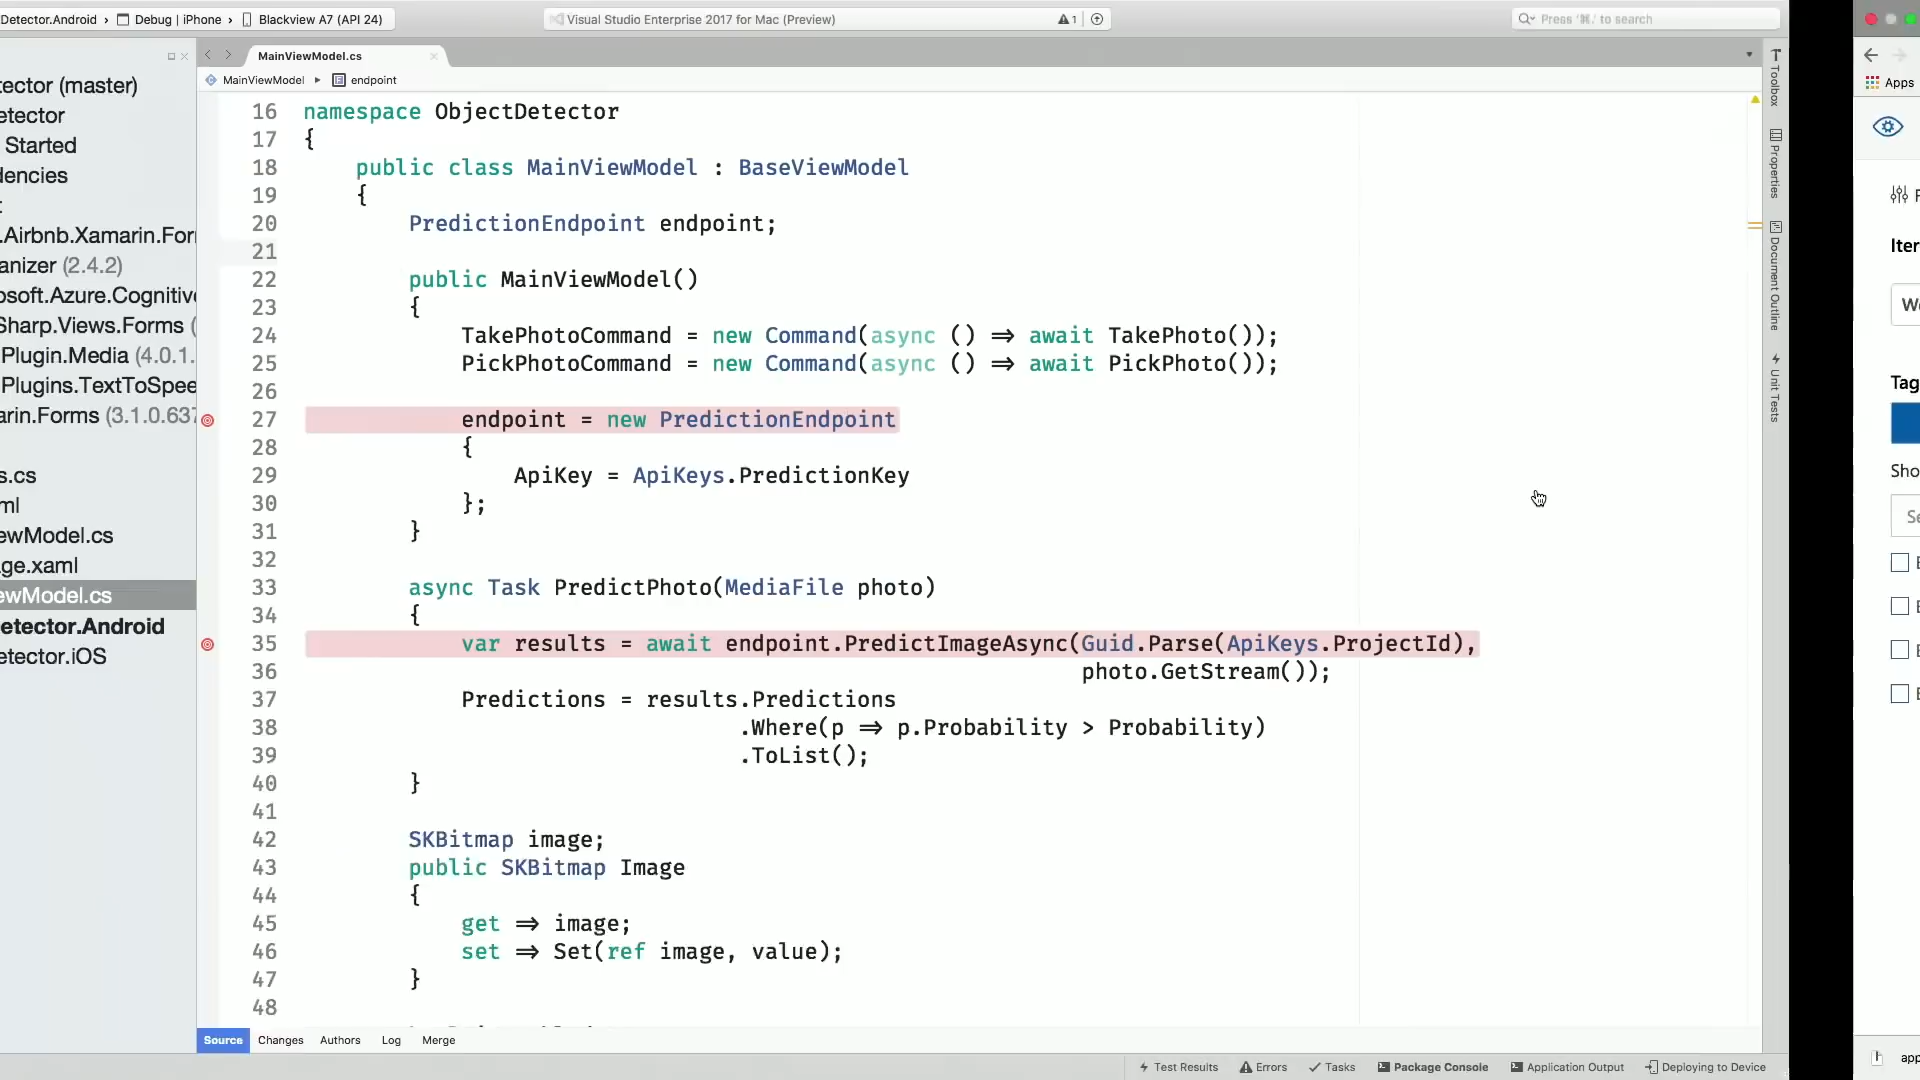 Detector.Android › Debug | iPhone › Blackview A7 (API 24)
Visual Studio Enterprise 2017 for Mac (Preview)
1
Press '⌘/' to search
MainViewModel.cs
MainViewModel ▸ endpoint
Apps
ector (master)
etector
Started
dencies
.Airbnb.Xamarin.For
anizer (2.4.2)
osoft.Azure.Cognitive
Sharp.Views.Forms (
Plugin.Media (4.0.1.
Plugins.TextToSpee
arin.Forms (3.1.0.637
s.cs
ml
ewModel.cs
ge.xaml
ewModel.cs
etector.Android
etector.iOS
16 namespace ObjectDetector
17 {
18     public class MainViewModel : BaseViewModel
19     {
20         PredictionEndpoint endpoint;
21
22         public MainViewModel()
23         {
24             TakePhotoCommand = new Command(async () => await TakePhoto());
25             PickPhotoCommand = new Command(async () => await PickPhoto());
26
27             endpoint = new PredictionEndpoint
28             {
29                 ApiKey = ApiKeys.PredictionKey
30             };
31         }
32
33         async Task PredictPhoto(MediaFile photo)
34         {
35             var results = await endpoint.PredictImageAsync(Guid.Parse(ApiKeys.ProjectId),
36                                                            photo.GetStream());
37             Predictions = results.Predictions
38                                  .Where(p => p.Probability > Probability)
39                                  .ToList();
40         }
41
42         SKBitmap image;
43         public SKBitmap Image
44         {
45             get => image;
46             set => Set(ref image, value);
47         }
48
Toolbox
Properties
Document Outline
Unit Tests
Iter
Tag
Sho
Source Changes Authors Log Merge
Test Results Errors Tasks Package Console Application Output Deploying to Device
app